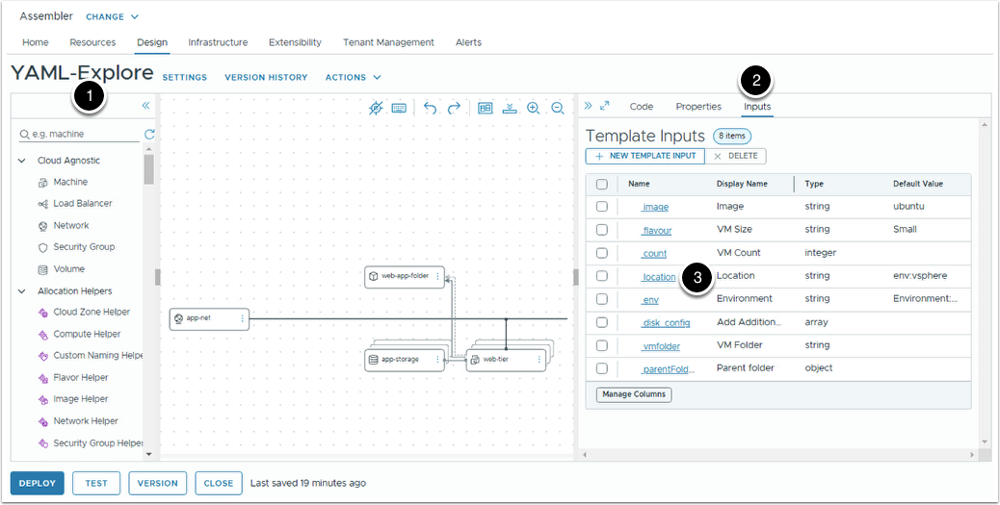 Assembler CHANGE
Home Resources Design Infrastructure Extensibility Tenant Management Alerts
YAML-Explore SETTINGS VERSION HISTORY ACTIONS
1
2
Code Properties Inputs
e.g. machine
Cloud Agnostic
Machine
Load Balancer
Network
Security Group
Volume
Allocation Helpers
Cloud Zone Helper
Compute Helper
Custom Naming Helpe
Flavor Helper
Image Helper
Network Helper
Security Group Helper
web-app-folder
app-net
app-storage
web-tier
Template Inputs 8 items
+ NEW TEMPLATE INPUT × DELETE
Name Display Name Type Default Value
image Image string ubuntu
flavour VM Size string Small
count VM Count integer
location 3 Location string env:vsphere
env Environment string Environment:...
disk_config Add Addition... array
vmfolder VM Folder string
parentFold... Parent folder object
Manage Columns
DEPLOY TEST VERSION CLOSE Last saved 19 minutes ago